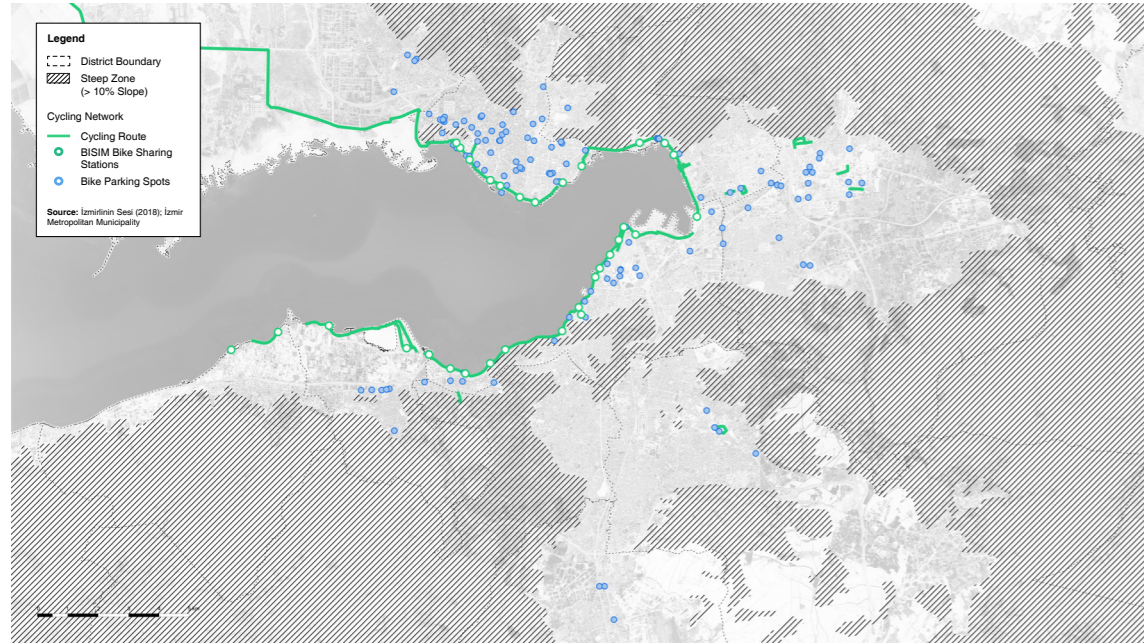 Legend
District Boundary
Steep Zone
(> 10% Slope)
Cycling Network
Cycling Route
BISIM Bike Sharing
Stations
Bike Parking Spots
Source: İzmirlinin Sesi (2018); İzmir
Metropolitan Municipality